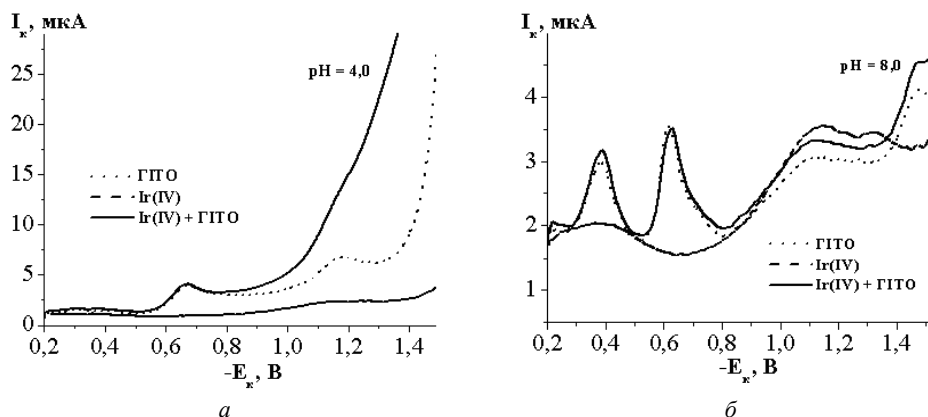 I к, мкА
25
20
15
10
5
0
pH = 4,0
ГІТО
Ir(IV)
Ir(IV) + ГІТО
0,2 0,4 0,6 0,8 1,0 1,2 1,4
-E к, В
а
I к, мкА
4
3
2
1
pH = 8,0
ГІТО
Ir(IV)
Ir(IV) + ГІТО
0,2 0,4 0,6 0,8 1,0 1,2 1,4
-E к, В
б